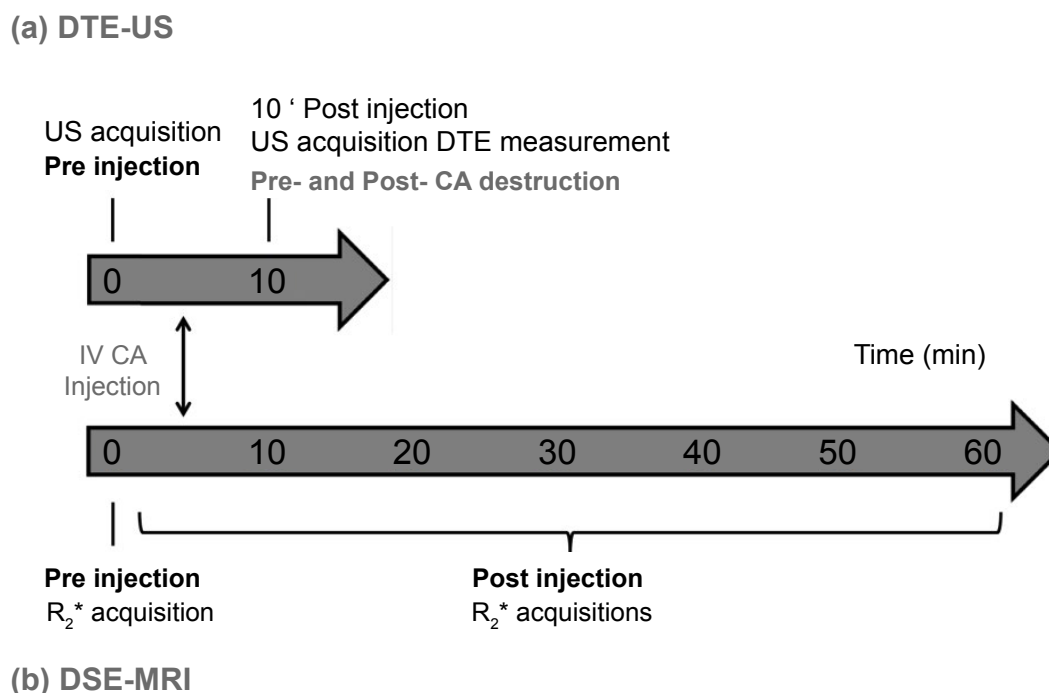 (a) DTE-US
10 ‘ Post injection
US acquisition
US acquisition DTE measurement
Pre injection
Pre- and Post- CA destruction
0 10
IV CA
Injection
Time (min)
0 10 20 30 40 50 60
Pre injection
R₂* acquisition
Post injection
R₂* acquisitions
(b) DSE-MRI